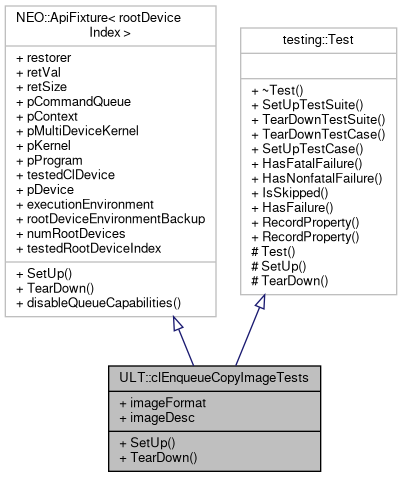 NEO::ApiFixture< rootDevice
Index >
+ restorer
+ retVal
+ retSize
+ pCommandQueue
+ pContext
+ pMultiDeviceKernel
+ pKernel
+ pProgram
+ testedClDevice
+ pDevice
+ executionEnvironment
+ rootDeviceEnvironmentBackup
+ numRootDevices
+ testedRootDeviceIndex
+ SetUp()
+ TearDown()
+ disableQueueCapabilities()
testing::Test
+ ~Test()
+ SetUpTestSuite()
+ TearDownTestSuite()
+ TearDownTestCase()
+ SetUpTestCase()
+ HasFatalFailure()
+ HasNonfatalFailure()
+ IsSkipped()
+ HasFailure()
+ RecordProperty()
+ RecordProperty()
# Test()
# SetUp()
# TearDown()
ULT::clEnqueueCopyImageTests
+ imageFormat
+ imageDesc
+ SetUp()
+ TearDown()